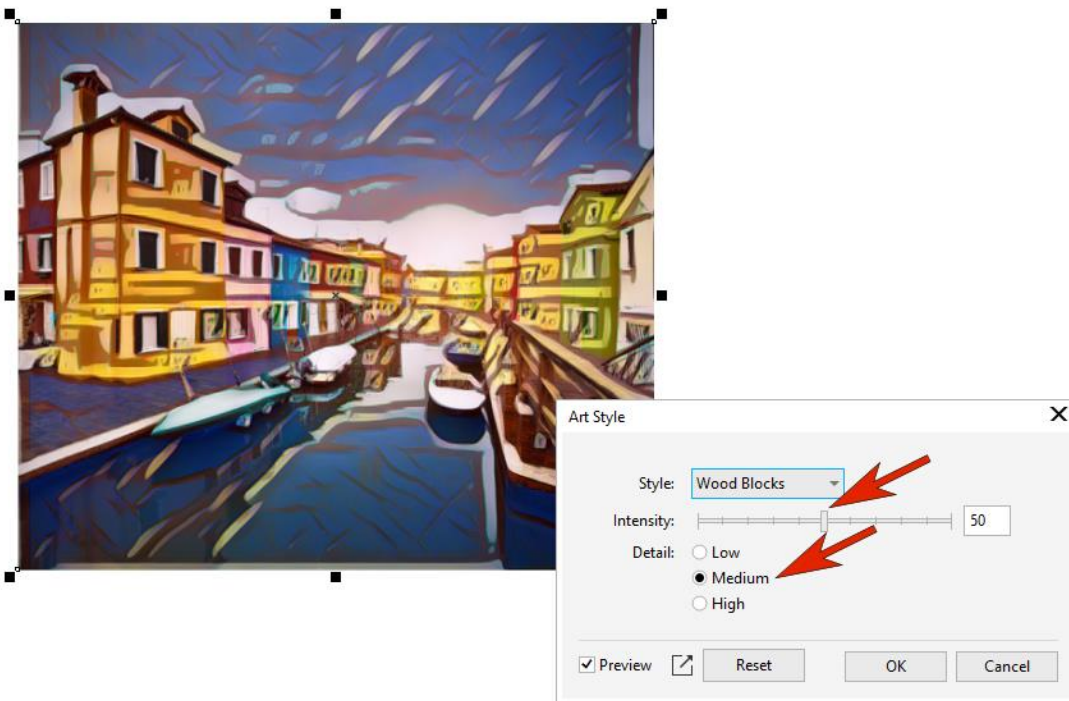 Art Style
Style: Wood Blocks
Intensity: 50
Detail: Low
Medium
High
Preview Reset OK Cancel